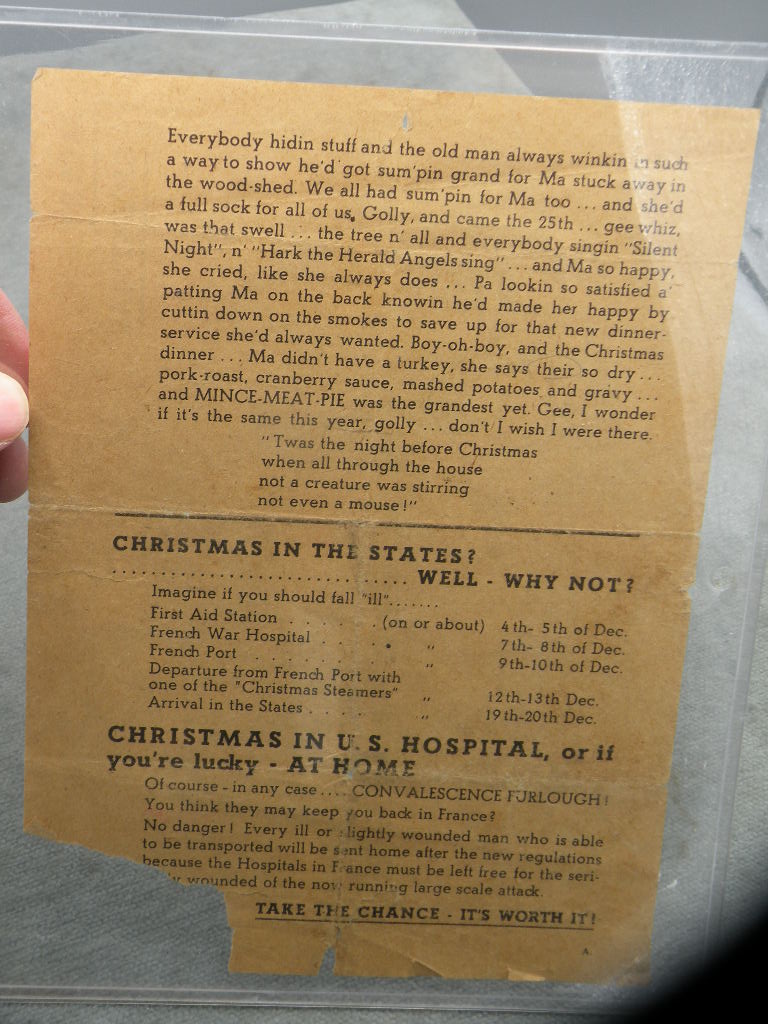 Everybody hidin stuff and the old man always winkin in such
a way to show he'd got sum'pin grand for Ma stuck away in
the wood-shed. We all had sum'pin for Ma too ... and she'd
a full sock for all of us. Golly, and came the 25th ... gee whiz,
was that swell ... the tree n' all and everybody singin "Silent
Night", n' "Hark the Herald Angels sing" ... and Ma so happy,
she cried, like she always does ... Pa lookin so satisfied a'
patting Ma on the back knowin he'd made her happy by
cuttin down on the smokes to save up for that new dinner-
service she'd always wanted. Boy-oh-boy, and the Christmas
dinner ... Ma didn't have a turkey, she says their so dry ...
pork-roast, cranberry sauce, mashed potatoes and gravy ...
and MINCE-MEAT-PIE was the grandest yet. Gee, I wonder
if it's the same this year, golly ... don't I wish I were there.
"Twas the night before Christmas
when all through the house
not a creature was stirring
not even a mouse!"
CHRISTMAS IN THE STATES?
.............................. WELL - WHY NOT?
Imagine if you should fall "ill".......
First Aid Station . . . . . . (on or about) 4th- 5th of Dec.
French War Hospital . . . . „ 7th- 8th of Dec.
French Port . . . . . . . . „ 9th-10th of Dec.
Departure from French Port with
one of the "Christmas Steamers" „ 12th-13th Dec.
Arrival in the States . . . . „ 19th-20th Dec.
CHRISTMAS IN U. S. HOSPITAL, or if
you're lucky - AT HOME
Of course - in any case .... CONVALESCENCE FURLOUGH!
You think they may keep you back in France?
No danger! Every ill or slightly wounded man who is able
to be transported will be sent home after the new regulations
because the Hospitals in France must be left free for the seri-
wounded of the now running large scale attack.
TAKE THE CHANCE - IT'S WORTH IT!
A.